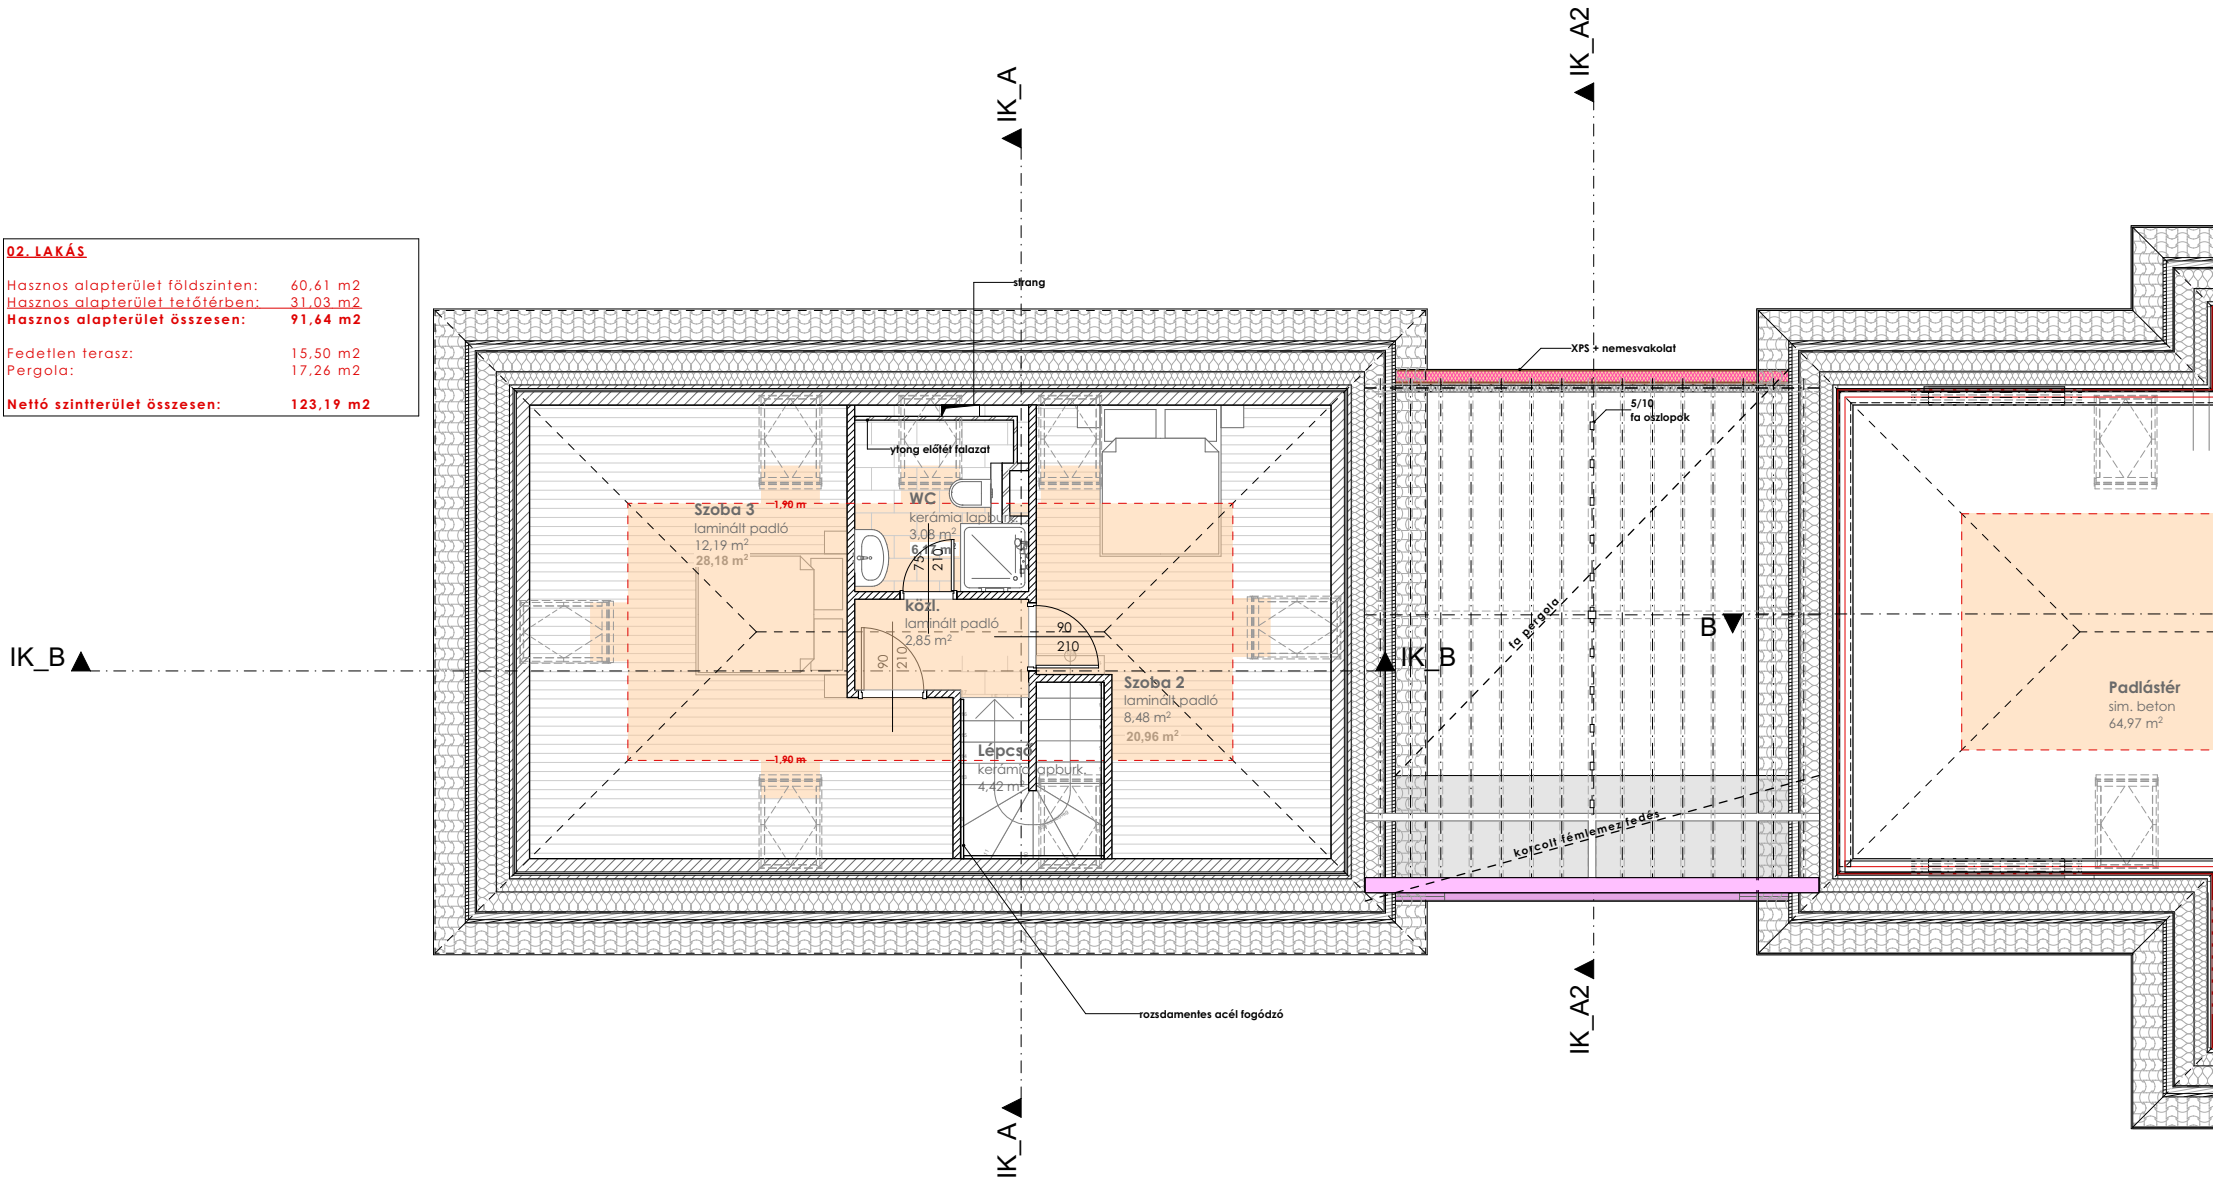 IK_A2
IK_A
02. LAKÁS
Hasznos alapterület földszinten: 60,61 m2
Hasznos alapterület tetőtérben: 31,03 m2
Hasznos alapterület összesen: 91,64 m2
Fedetlen terasz: 15,50 m2
Pergola: 17,26 m2
Nettó szintterület összesen: 123,19 m2
strang
XPS + nemesvakolat
5/10
fa oszlopok
ytong előtét falazat
1,90 m
Szoba 3
laminált padló
12,19 m²
28,18 m²
WC
kerámia lapburk.
3,08 m²
75
210
közl.
laminált padló
2,85 m²
90
210
90
210
fa pergola
IK_B
IK_B
B
Szoba 2
laminált padló
8,48 m²
20,96 m²
Padlástér
sim. beton
64,97 m²
Lépcső
kerámia lapburk.
4,42 m²
1,90 m
korcolt fémlemez fedés
rozsdamentes acél fogódzó
IK_A2
IK_A